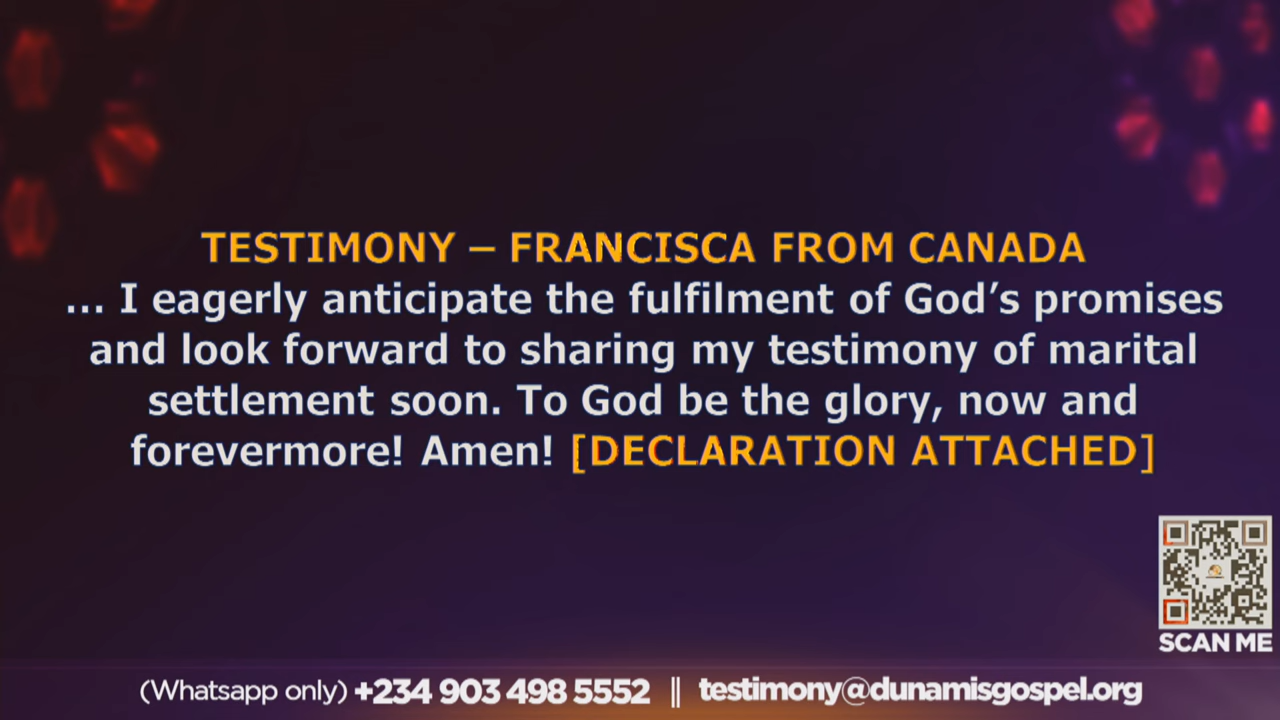 TESTIMONY – FRANCISCA FROM CANADA
... I eagerly anticipate the fulfilment of God’s promises
and look forward to sharing my testimony of marital
settlement soon. To God be the glory, now and
forevermore! Amen! [DECLARATION ATTACHED]
SCAN ME
(Whatsapp only) +234 903 498 5552 || testimony@dunamisgospel.org